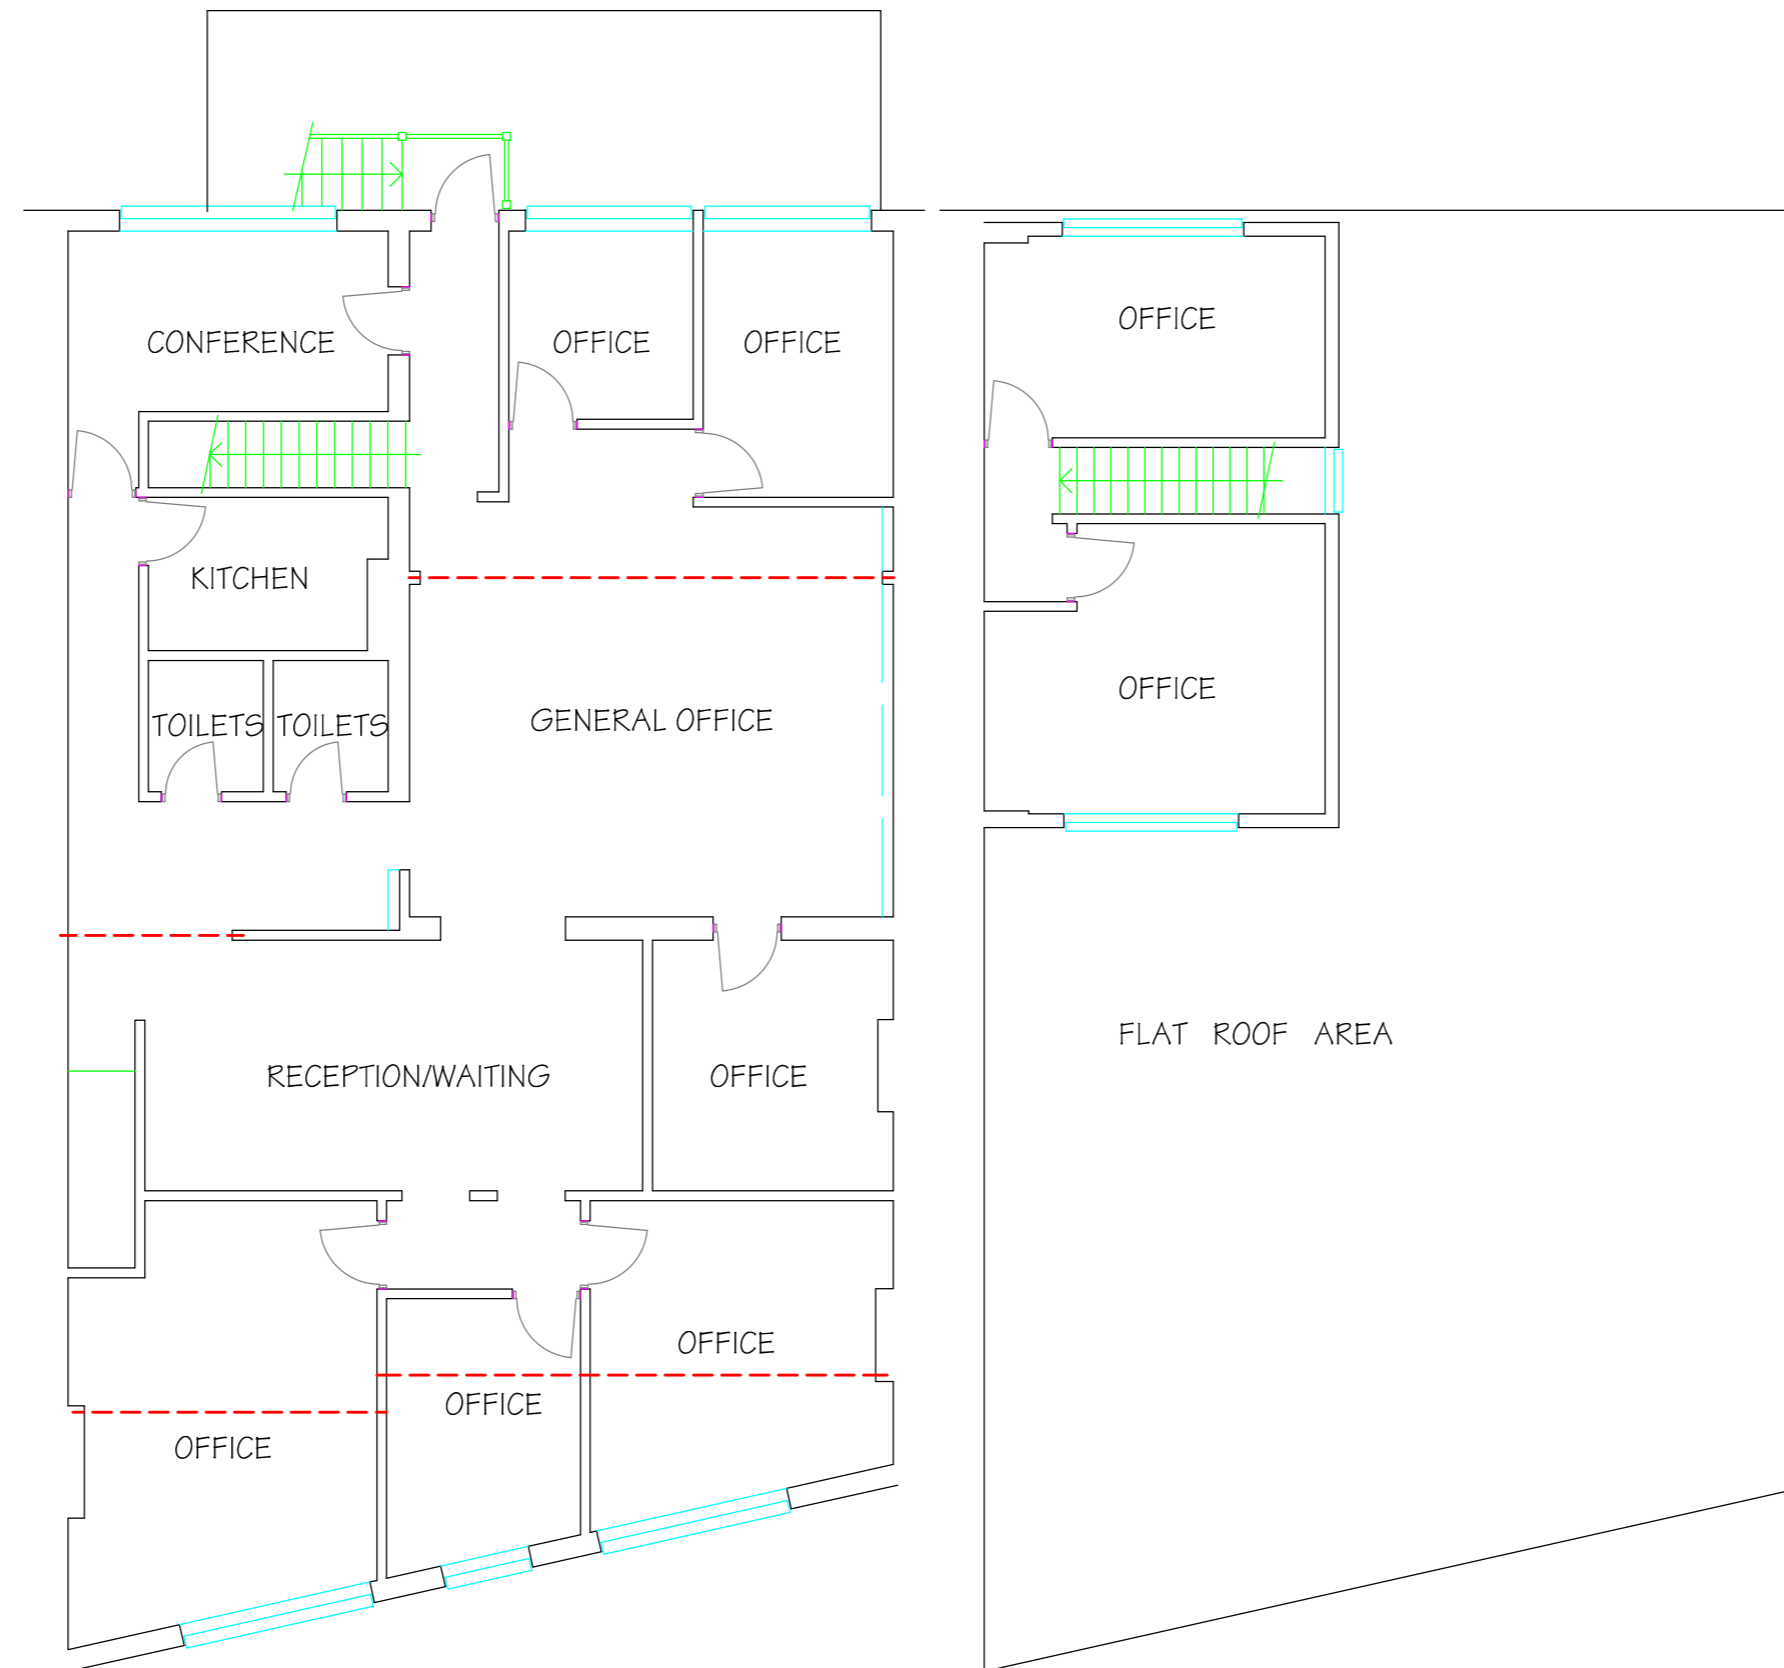 CONFERENCE
OFFICE
OFFICE
KITCHEN
TOILETS
TOILETS
GENERAL OFFICE
RECEPTION/WAITING
OFFICE
OFFICE
OFFICE
OFFICE
OFFICE
OFFICE
FLAT ROOF AREA